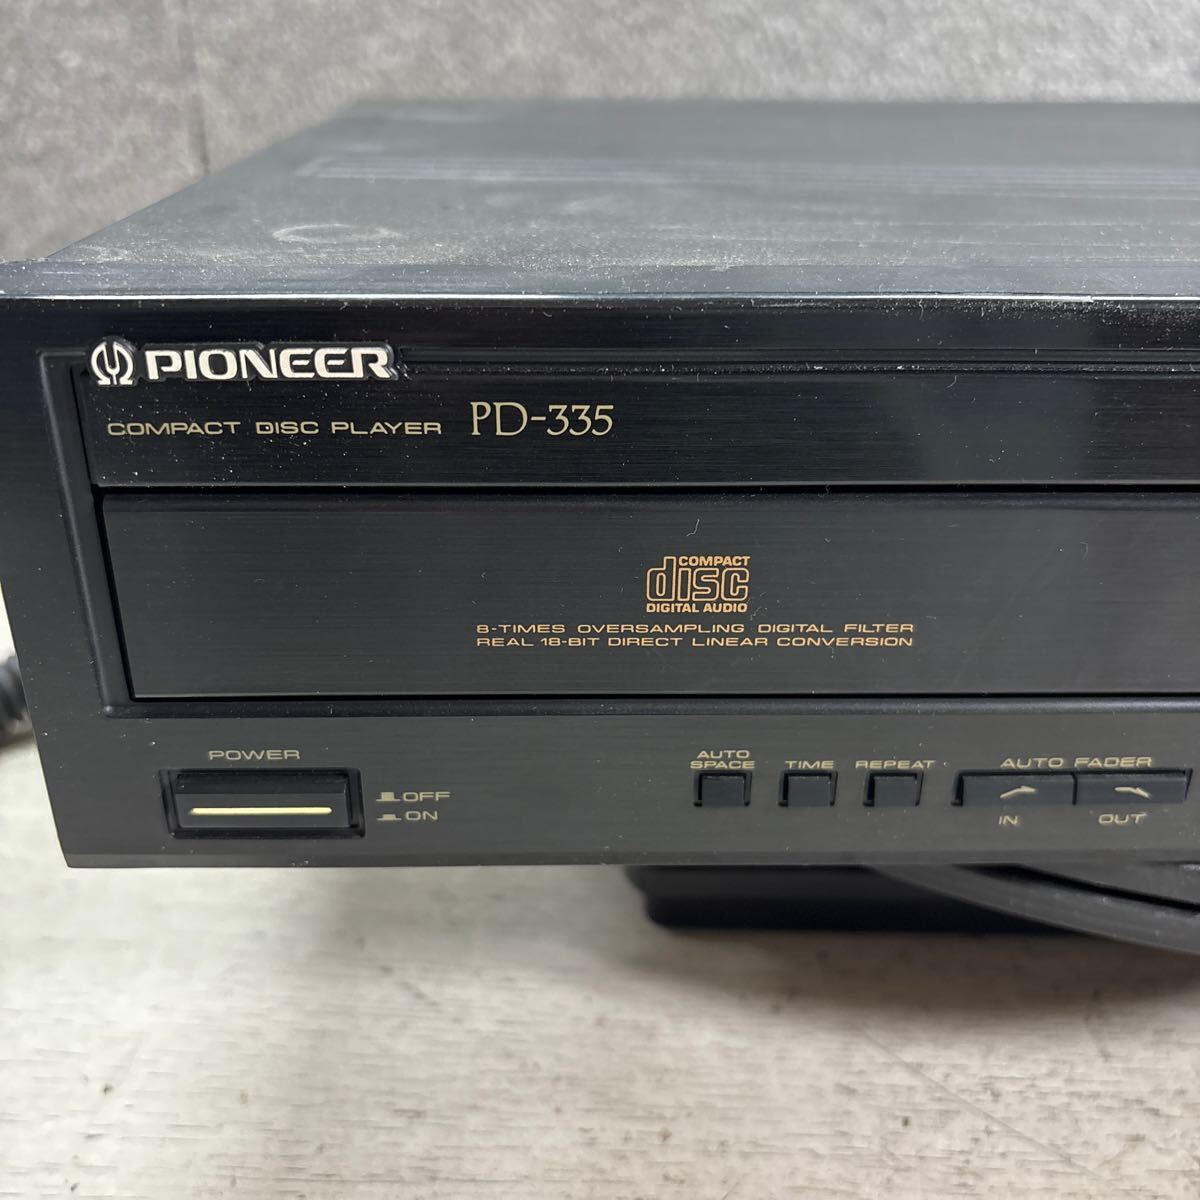 PIONEER
COMPACT DISC PLAYER PD-335
COMPACT
disc
DIGITAL AUDIO
8-TIMES OVERSAMPLING DIGITAL FILTER
REAL 18-BIT DIRECT LINEAR CONVERSION
POWER
OFF
ON
AUTO SPACE
TIME
REPEAT
AUTO FADER
IN
OUT